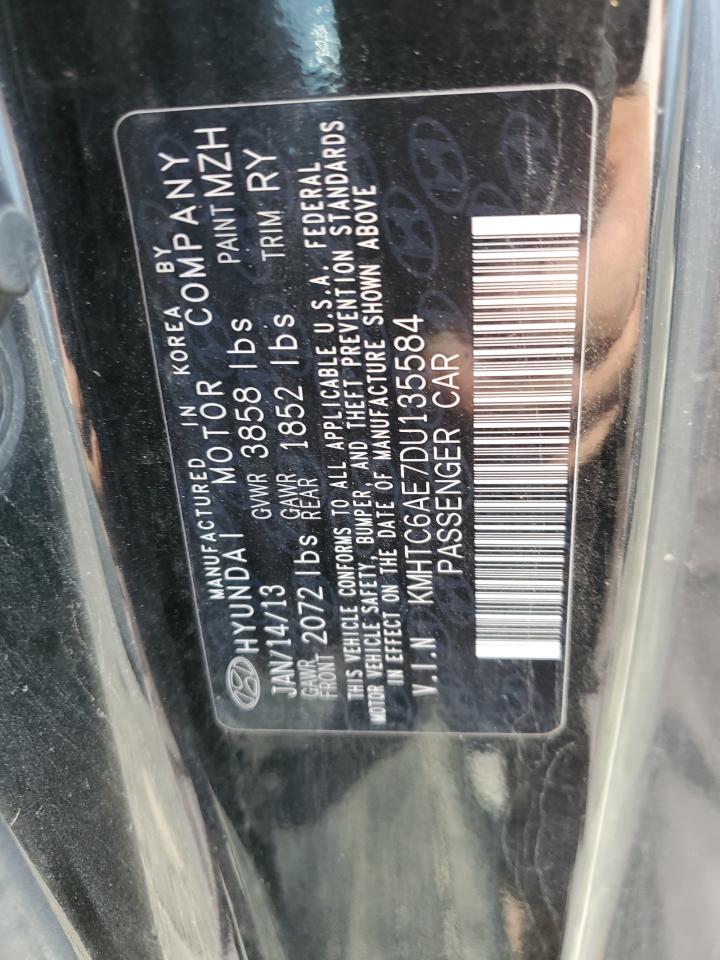 MANUFACTURED IN KOREA BY
HYUNDAI MOTOR COMPANY
JAN/14/13 GVWR 3858 lbs PAINT MZH
GAWR FRONT 2072 lbs GAWR REAR 1852 lbs TRIM RY
THIS VEHICLE CONFORMS TO ALL APPLICABLE U.S.A. FEDERAL
MOTOR VEHICLE SAFETY, BUMPER, AND THEFT PREVENTION STANDARDS
IN EFFECT ON THE DATE OF MANUFACTURE SHOWN ABOVE
V.I.N KMHTC6AE7DU135584
PASSENGER CAR